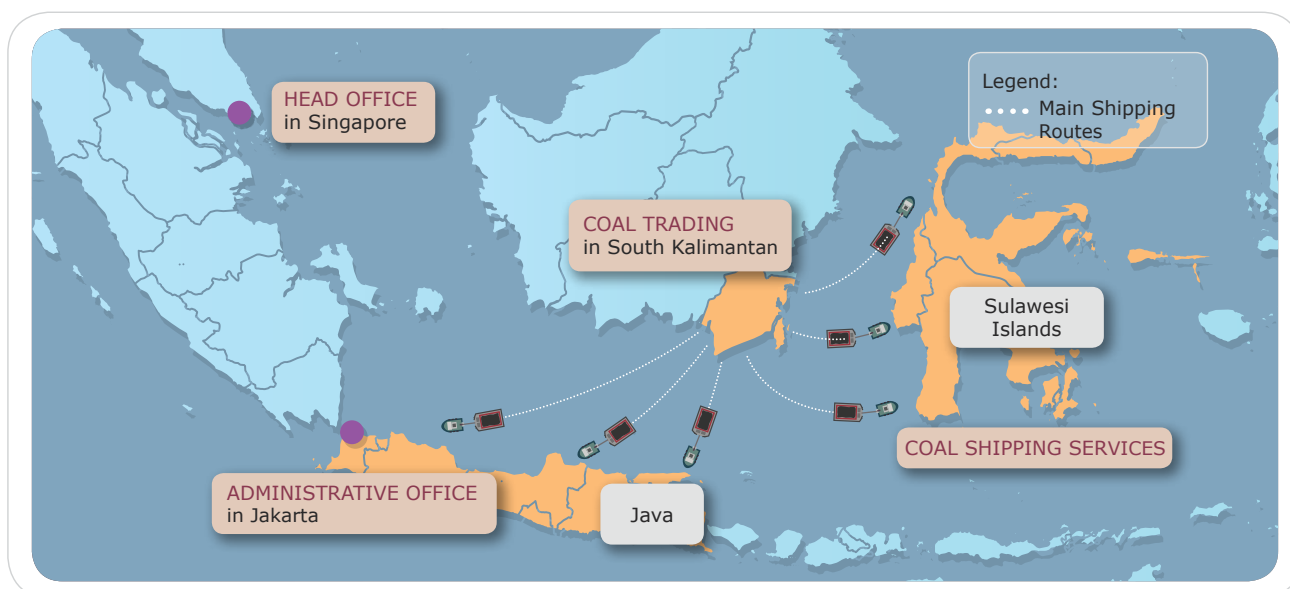 HEAD OFFICE
in Singapore
Legend:
Main Shipping
Routes
COAL TRADING
in South Kalimantan
Sulawesi
Islands
COAL SHIPPING SERVICES
ADMINISTRATIVE OFFICE
in Jakarta
Java